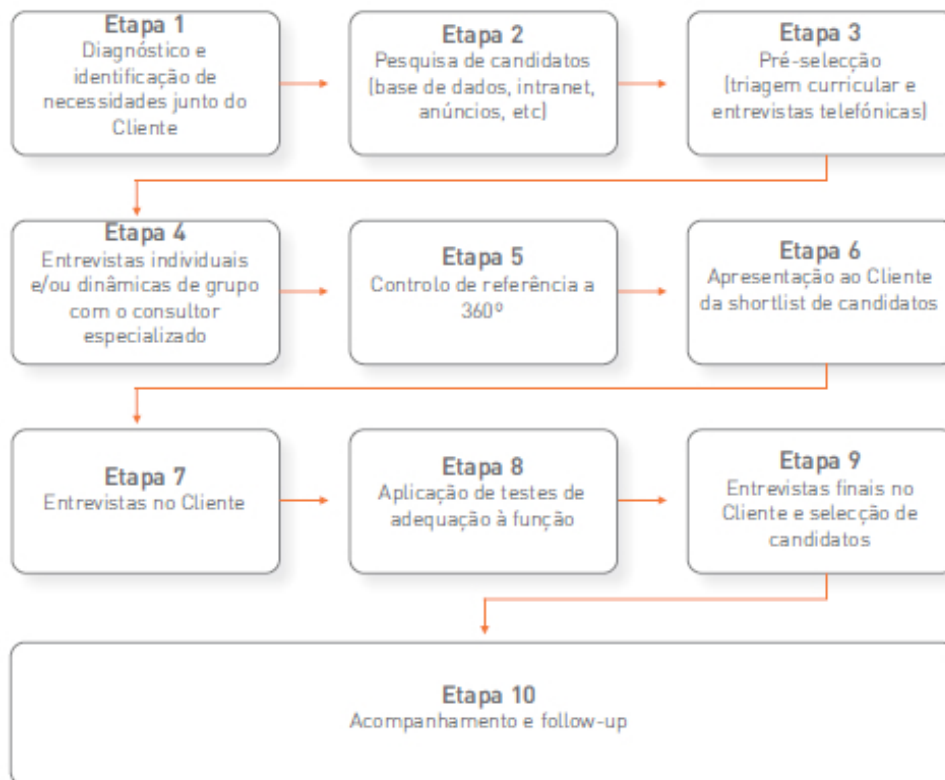 Etapa 1
Diagnóstico e
identificação de
necessidades junto do
Cliente
Etapa 2
Pesquisa de candidatos
(base de dados, intranet,
anúncios, etc)
Etapa 3
Pré-selecção
(triagem curricular e
entrevistas telefónicas)
Etapa 4
Entrevistas individuais
e/ou dinâmicas de grupo
com o consultor
especializado
Etapa 5
Controlo de referência a
360º
Etapa 6
Apresentação ao Cliente
da shortlist de candidatos
Etapa 7
Entrevistas no Cliente
Etapa 8
Aplicação de testes de
adequação à função
Etapa 9
Entrevistas finais no
Cliente e selecção de
candidatos
Etapa 10
Acompanhamento e follow-up